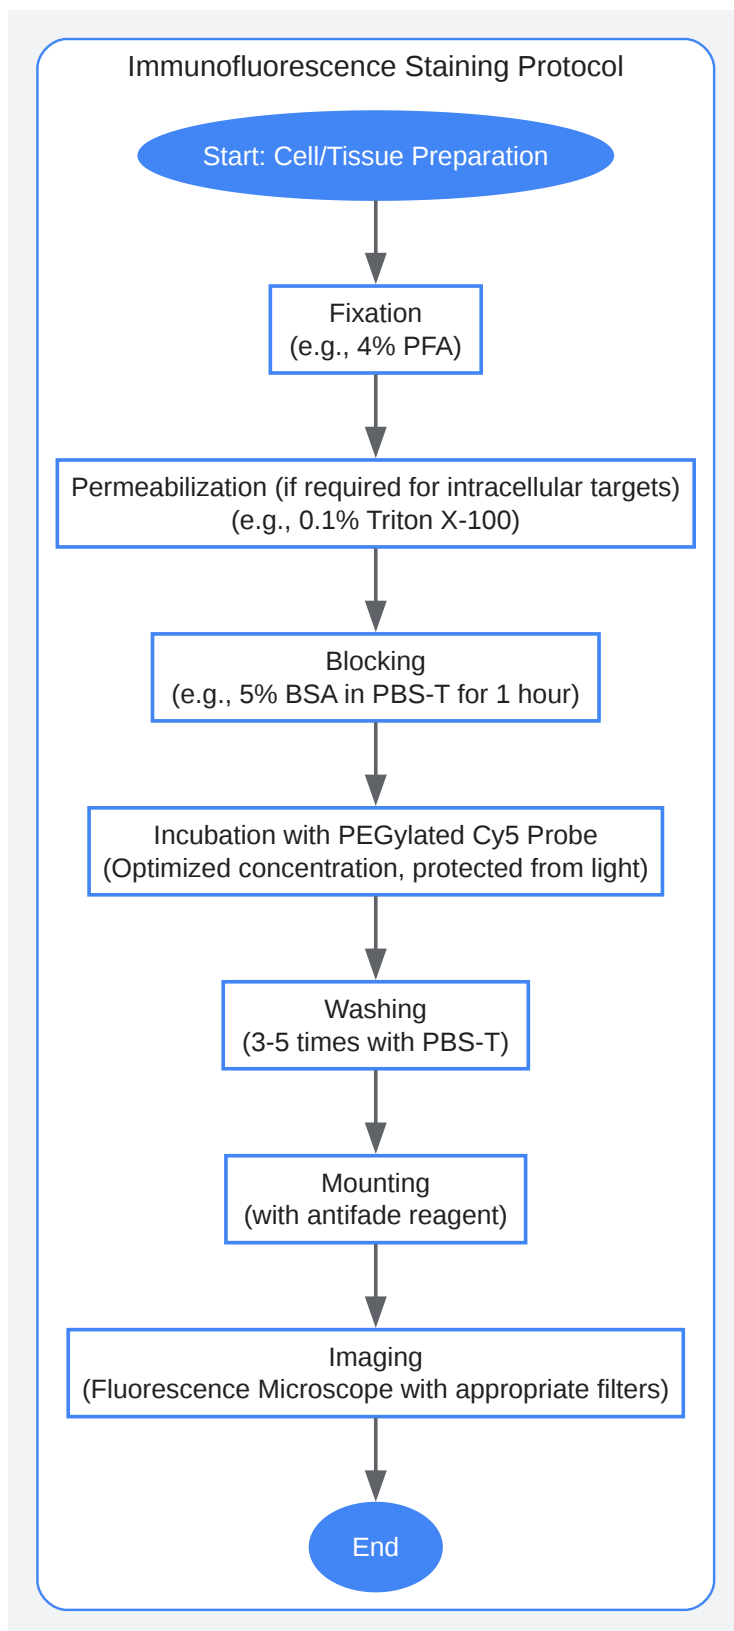 Immunofluorescence Staining Protocol
Start: Cell/Tissue Preparation
Fixation
(e.g., 4% PFA)
Permeabilization (if required for intracellular targets)
(e.g., 0.1% Triton X-100)
Blocking
(e.g., 5% BSA in PBS-T for 1 hour)
Incubation with PEGylated Cy5 Probe
(Optimized concentration, protected from light)
Washing
(3-5 times with PBS-T)
Mounting
(with antifade reagent)
Imaging
(Fluorescence Microscope with appropriate filters)
End